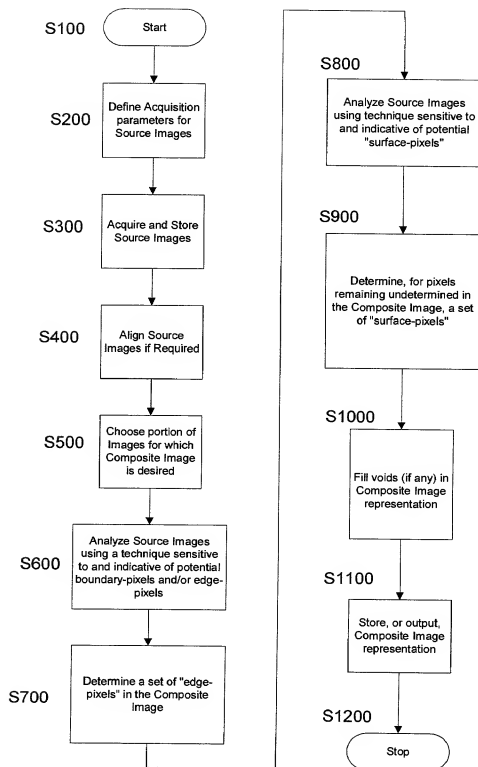 S100
Start
S200
Define Acquisition
parameters for
Source Images
S300
Acquire and Store
Source Images
S400
Align Source
Images if Required
S500
Choose portion of
Images for which
Composite Image
is desired
S600
Analyze Source Images
using a technique sensitive
to and indicative of potential
boundary-pixels and/or edge-
pixels
S700
Determine a set of "edge-
pixels" in the Composite
Image
S800
Analyze Source Images
using technique sensitive to
and indicative of potential
"surface-pixels"
S900
Determine, for pixels
remaining undetermined in
the Composite Image, a set
of "surface-pixels"
S1000
Fill voids (if any) in
Composite Image
representation
S1100
Store, or output,
Composite Image
representation
S1200
Stop